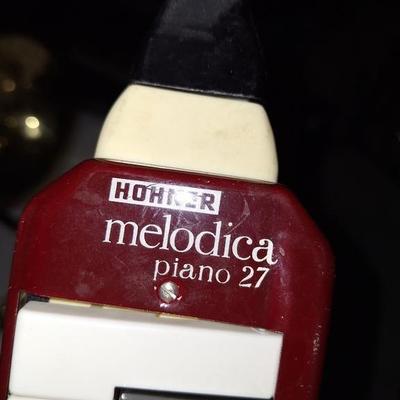 HOHNER
melodica
piano 27